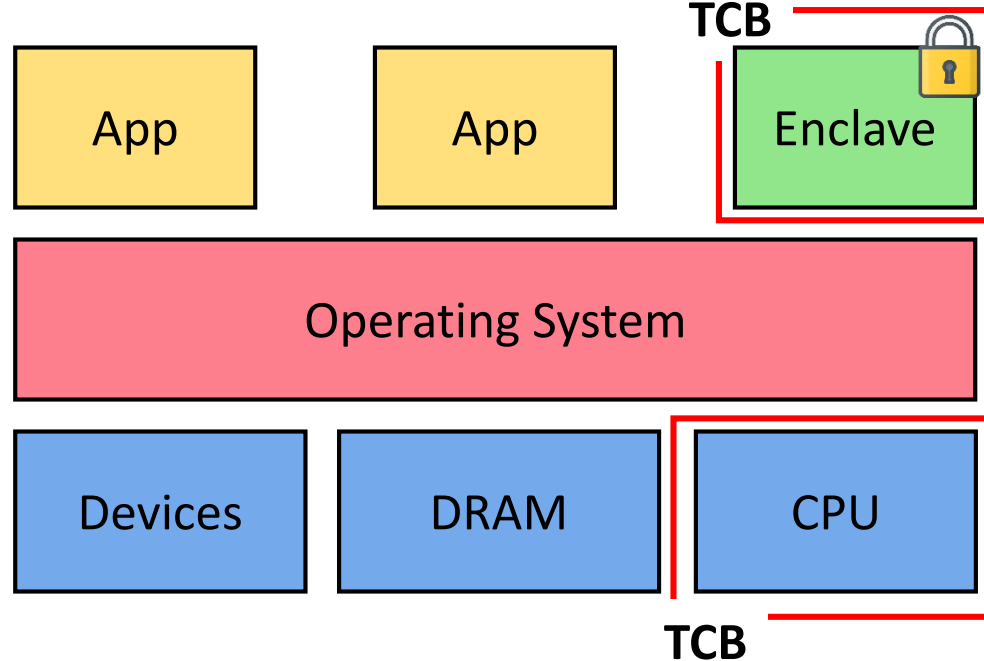 TCB
App
App
Enclave
Operating System
Devices
DRAM
CPU
TCB